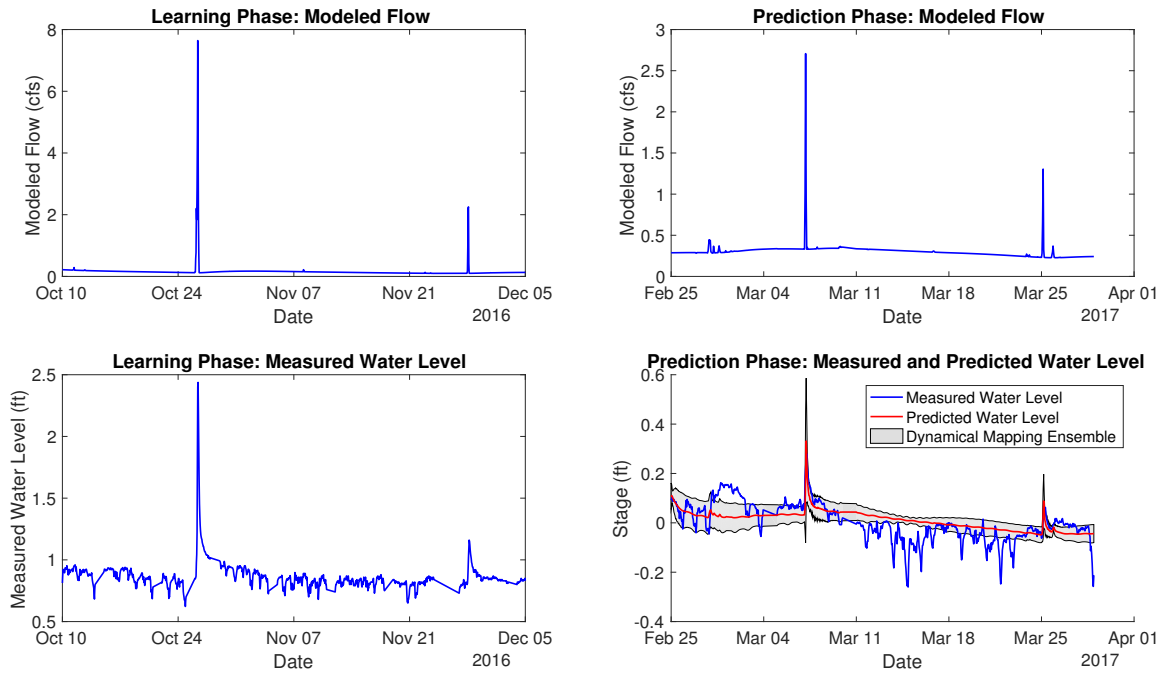 Learning Phase: Modeled Flow
Modeled Flow (cfs)
8
6
4
2
0
Oct 10
Oct 24
Nov 07
Nov 21
Dec 05
Date
2016
Prediction Phase: Modeled Flow
Modeled Flow (cfs)
3
2.5
2
1.5
1
0.5
0
Feb 25
Mar 04
Mar 11
Mar 18
Mar 25
Apr 01
Date
2017
Learning Phase: Measured Water Level
Measured Water Level (ft)
2.5
2
1.5
1
0.5
Oct 10
Oct 24
Nov 07
Nov 21
Dec 05
Date
2016
Prediction Phase: Measured and Predicted Water Level
Stage (ft)
0.6
0.4
0.2
0
-0.2
-0.4
Measured Water Level
Predicted Water Level
Dynamical Mapping Ensemble
Feb 25
Mar 04
Mar 11
Mar 18
Mar 25
Apr 01
Date
2017